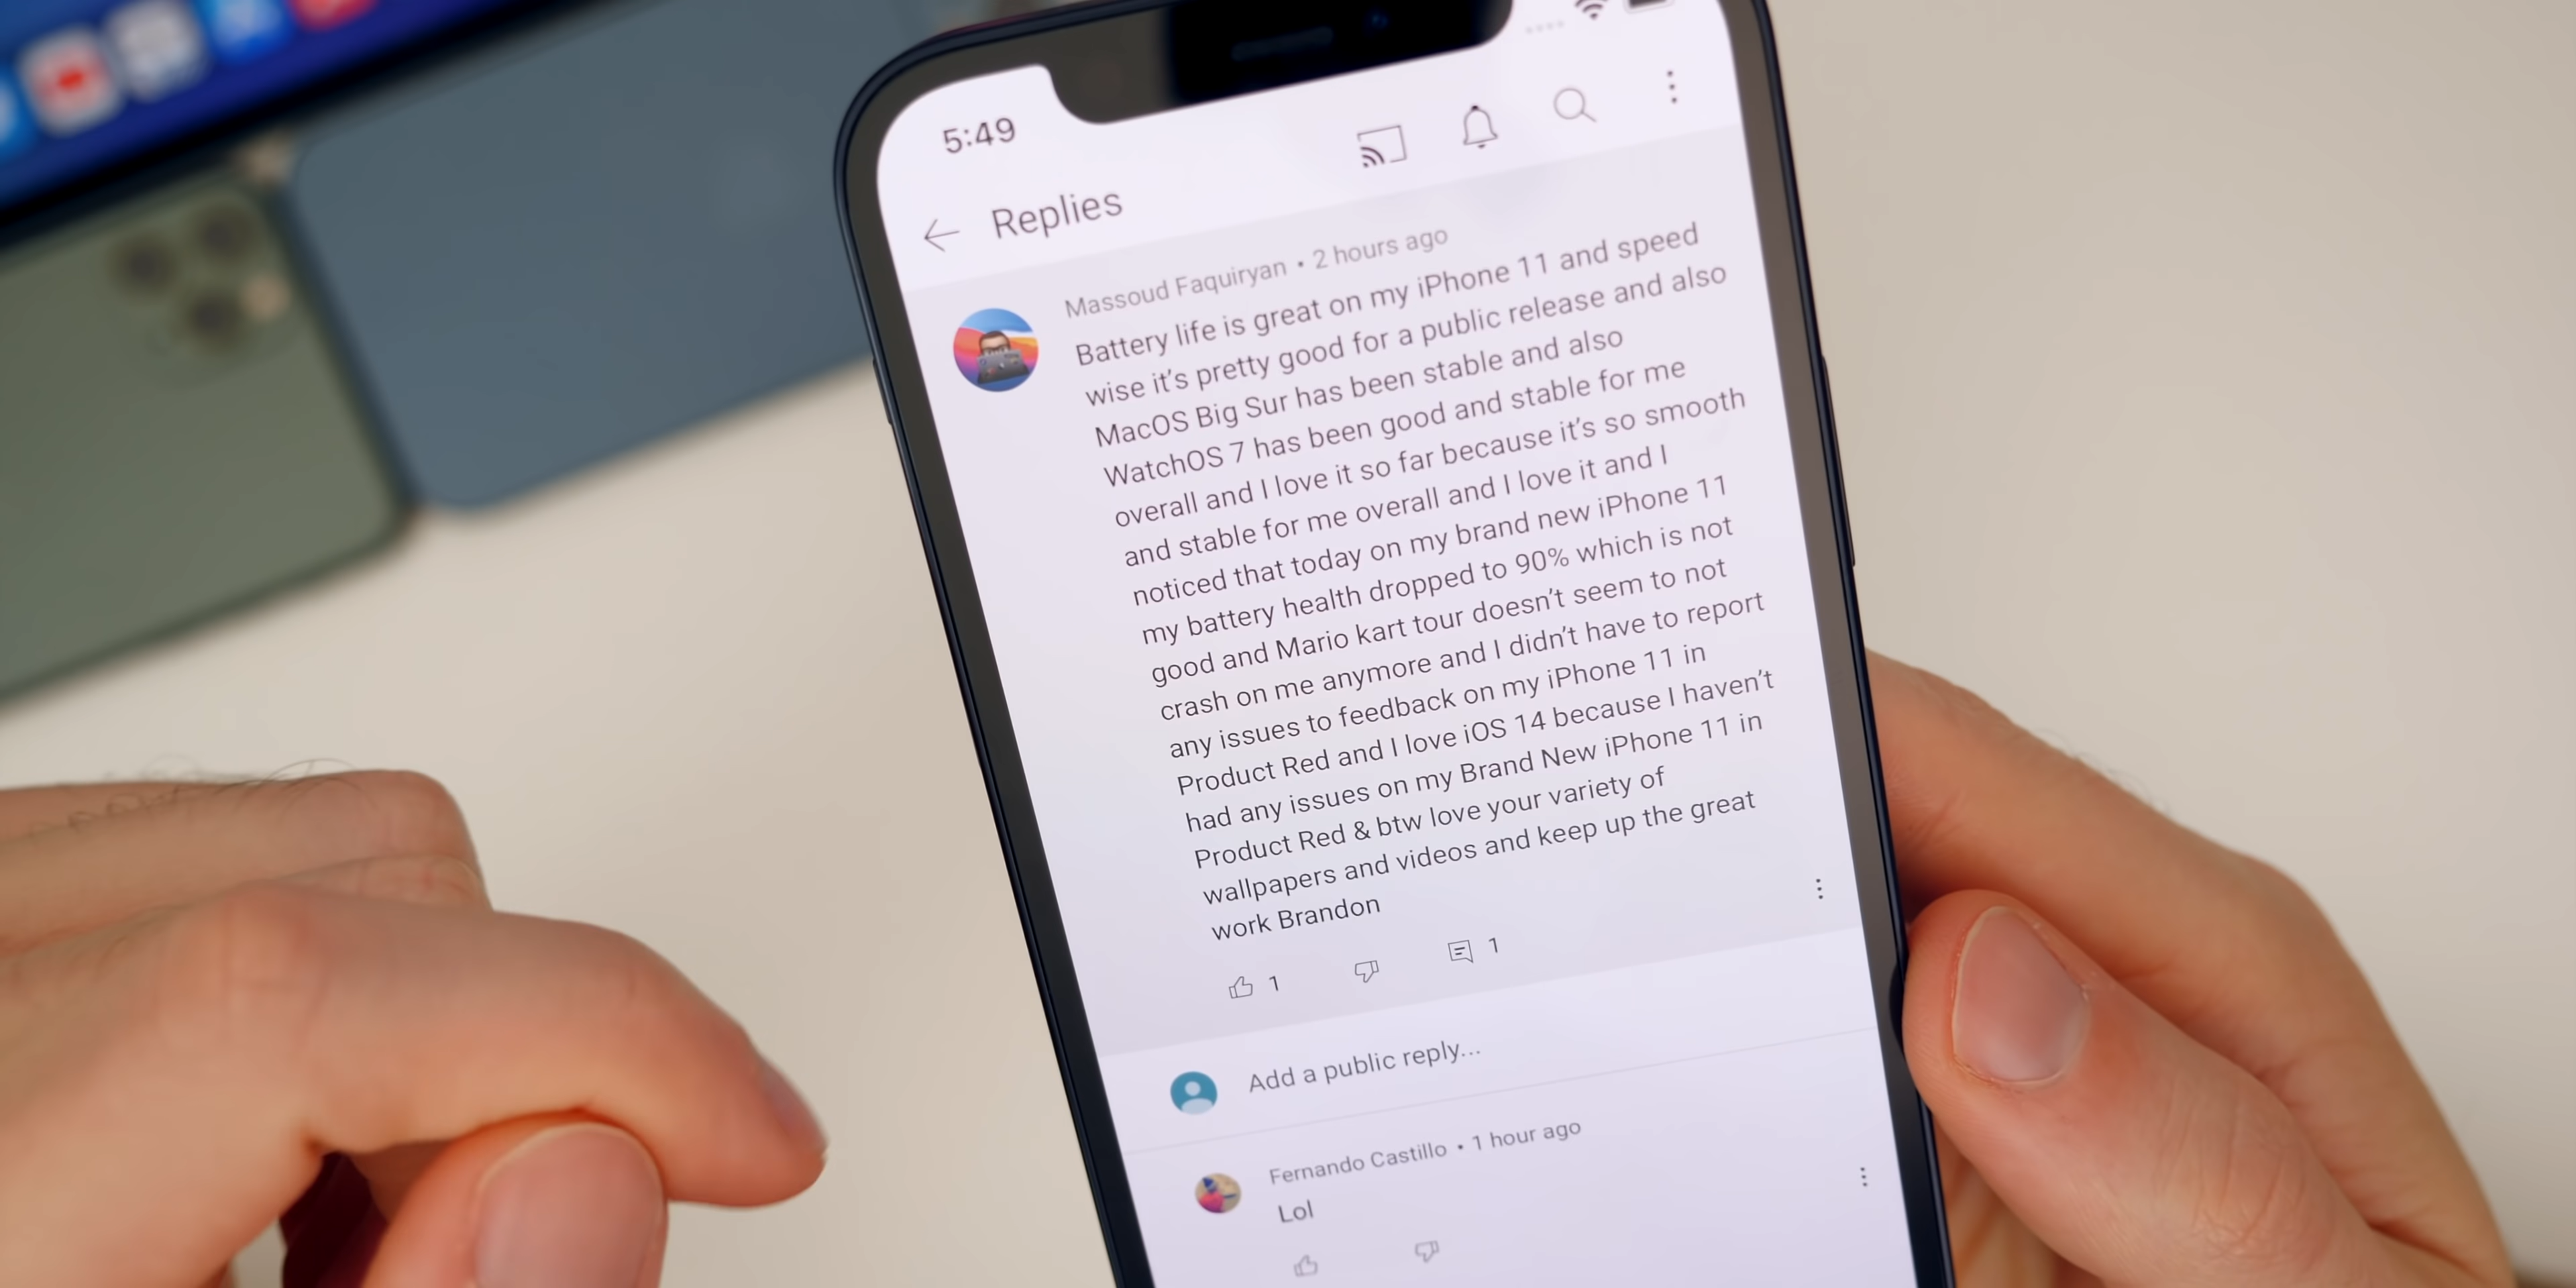 5:49
Replies
Massoud Faquiryan • 2 hours ago
Battery life is great on my iPhone 11 and speed
wise it's pretty good for a public release and also
MacOS Big Sur has been stable and also
WatchOS 7 has been good and stable for me
overall and I love it so far because it's so smooth
and stable for me overall and I love it and I
noticed that today on my brand new iPhone 11
my battery health dropped to 90% which is not
good and Mario kart tour doesn't seem to not
crash on me anymore and I didn't have to report
any issues to feedback on my iPhone 11 in
Product Red and I love iOS 14 because I haven't
had any issues on my Brand New iPhone 11 in
Product Red & btw love your variety of
wallpapers and videos and keep up the great
work Brandon
1 1
Add a public reply...
Fernando Castillo • 1 hour ago
Lol